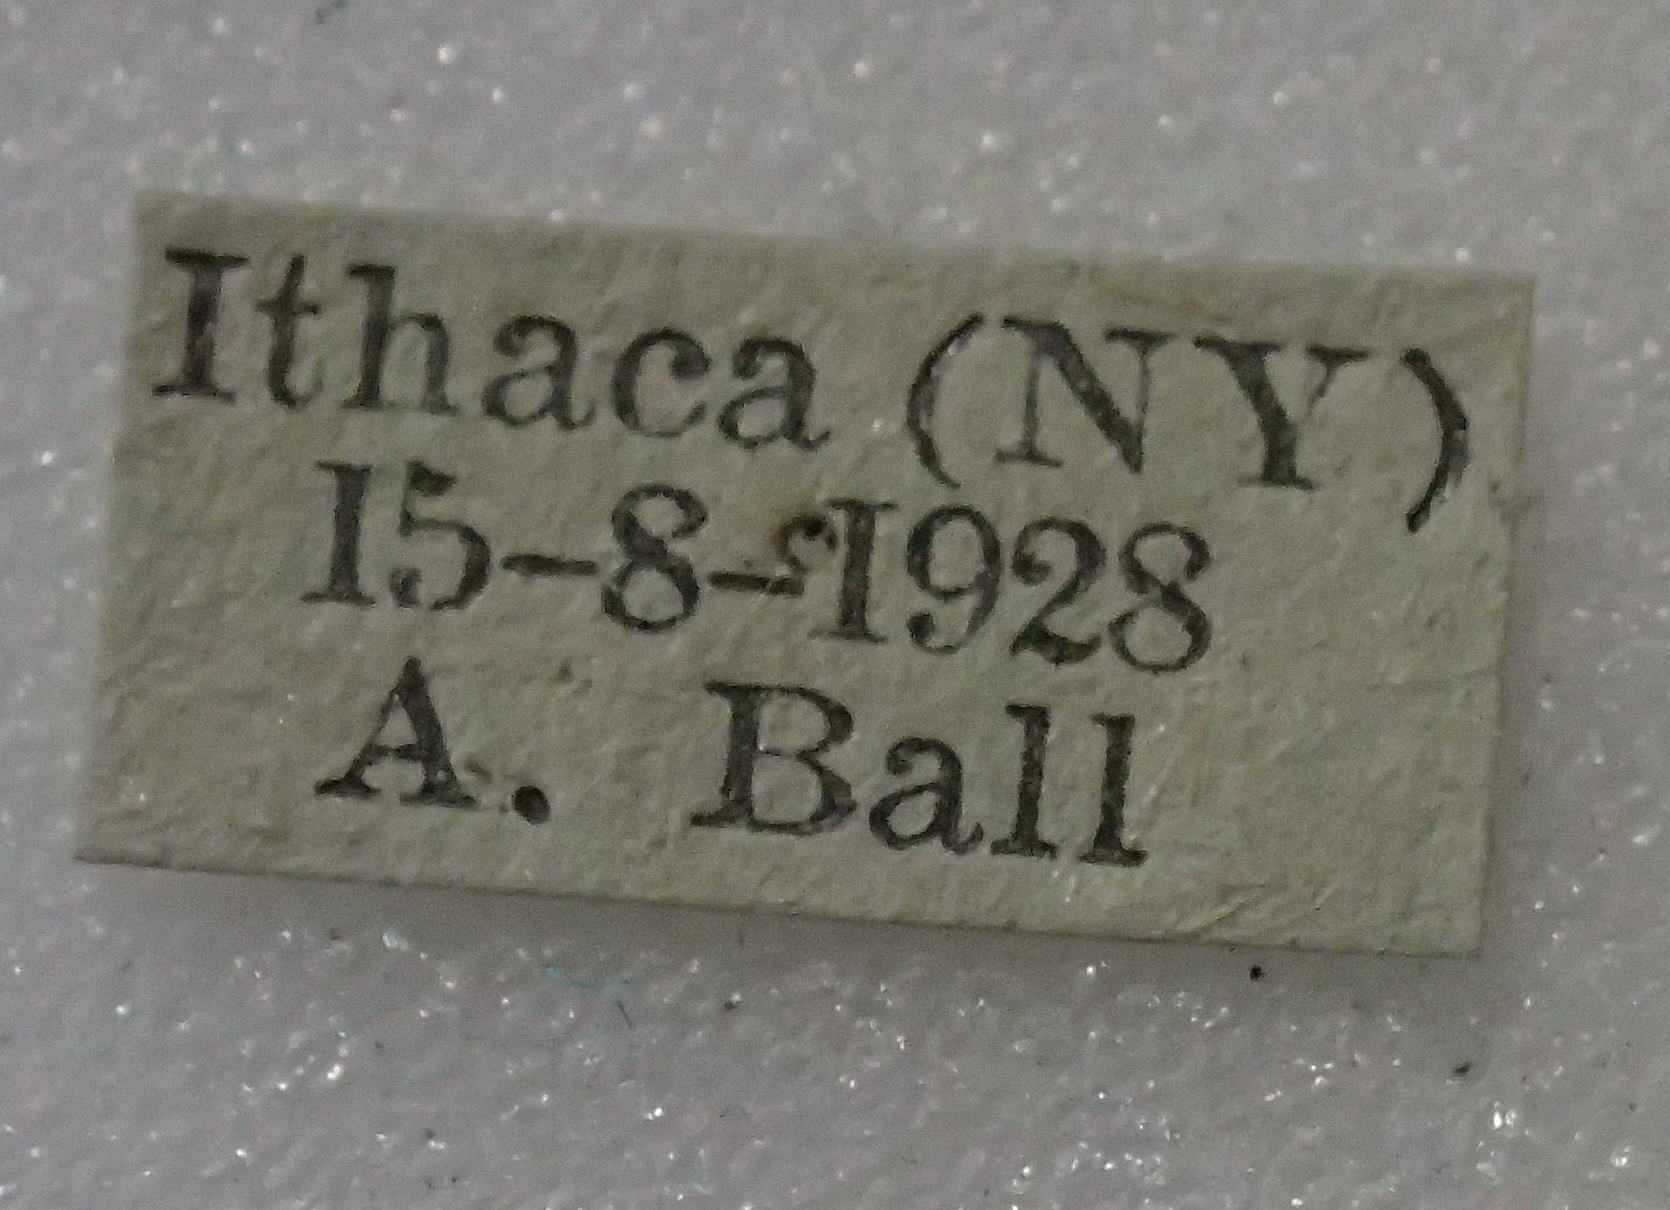 Ithaca (NY)
15-8-1928
A. Ball